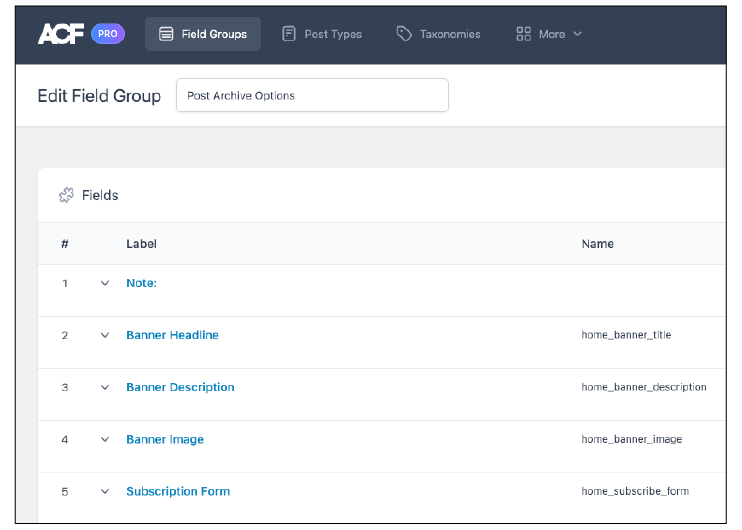 ACF PRO Field Groups Post Types Taxonomies More
Edit Field Group Post Archive Options
Fields
# Label Name
1 Note:
2 Banner Headline home_banner_title
3 Banner Description home_banner_description
4 Banner Image home_banner_image
5 Subscription Form home_subscribe_form